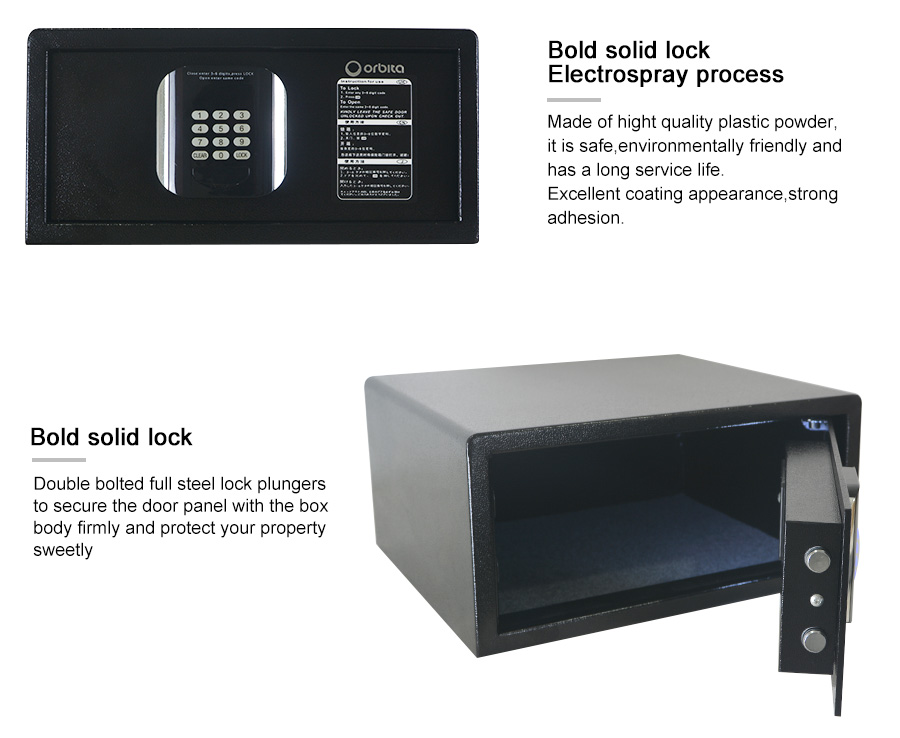 Close enter 3-8 digits,press LOCK
Open enter same code
1 2 3
4 5 6
7 8 9
CLEAR 0 LOCK
orbita
Instruction for use
To Lock
1. Enter any 3-8 digit code
2. Press
To Open
Enter the same 3-8 digit code
KINDLY LEAVE THE SAFE DOOR
UNLOCKED UPON CHECK OUT.
使用方法
Bold solid lock
Electrospray process
Made of hight quality plastic powder,
it is safe,environmentally friendly and
has a long service life.
Excellent coating appearance,strong
adhesion.
Bold solid lock
Double bolted full steel lock plungers
to secure the door panel with the box
body firmly and protect your property
sweetly